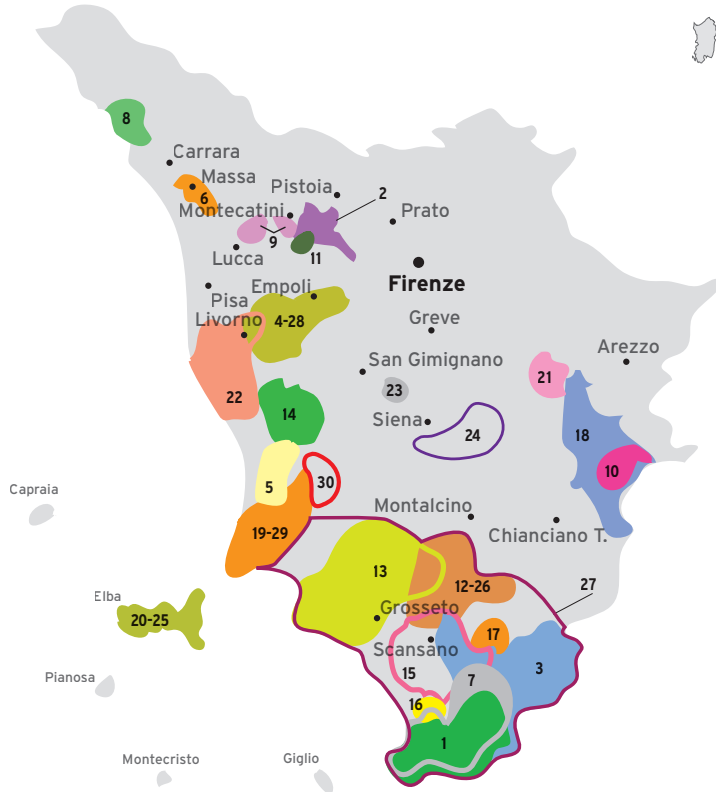 8
Carrara
Massa
6
Pistoia
2
Montecatini
Prato
9
11
Lucca
Firenze
Empoli
Pisa
Livorno
4-28
Greve
Arezzo
San Gimignano
21
23
22
14
Siena
24
18
10
5
30
Capraia
Montalcino
19-29
Chianciano T.
13
12-26
27
Elba
Grosseto
20-25
17
Scansano
15
7
3
Pianosa
16
1
Montecristo
Giglio